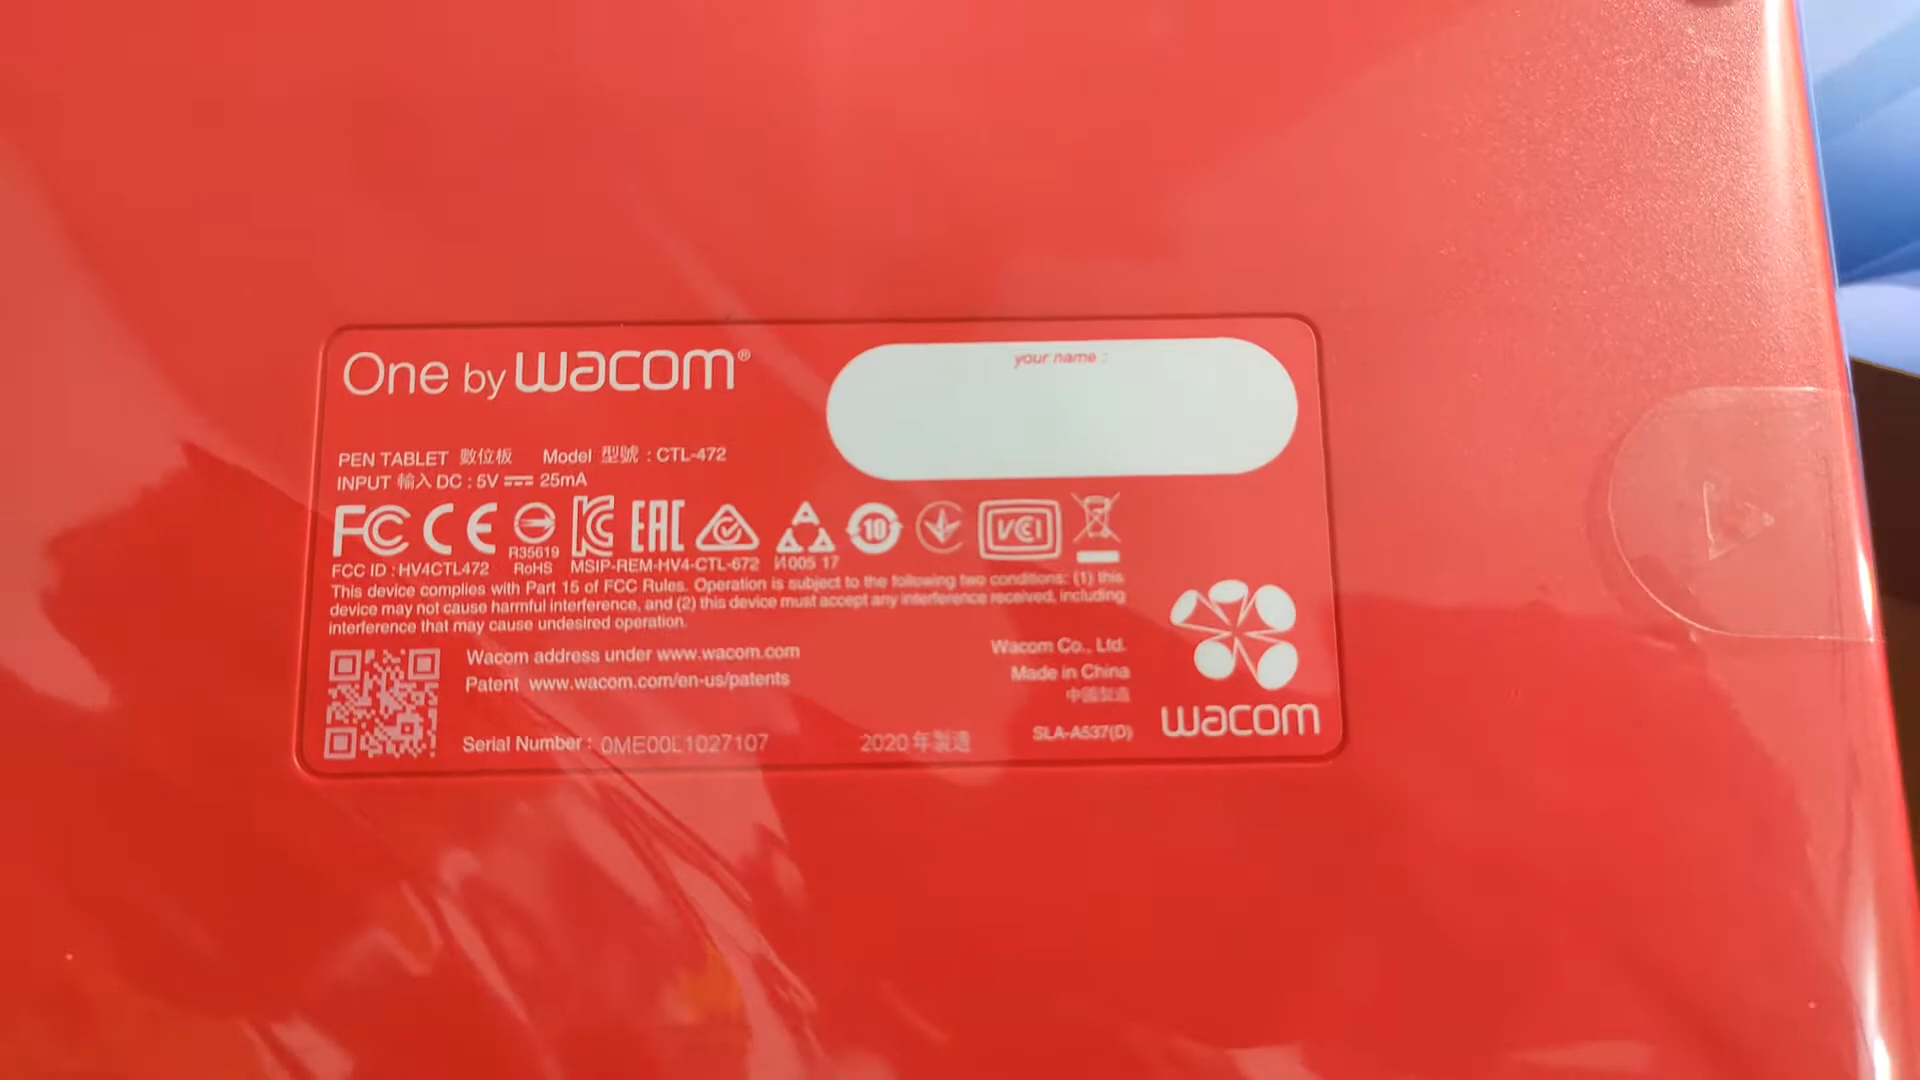 One by wacom®
your name :
PEN TABLET 數位板 Model 型號 : CTL-472
INPUT 輸入 DC : 5V 25mA
FC CE KC EAC 10 VCCI
R35619
FCC ID : HV4CTL472 RoHS MSIP-REM-HV4-CTL-672 И005 17
This device complies with Part 15 of FCC Rules. Operation is subject to the following two conditions: (1) this
device may not cause harmful interference, and (2) this device must accept any interference received, including
interference that may cause undesired operation.
Wacom address under www.wacom.com
Patent www.wacom.com/en-us/patents
Wacom Co., Ltd.
Made in China
中國製造
Serial Number : 0ME00L1027107
2020 年製造
SLA-A537(D)
wacom